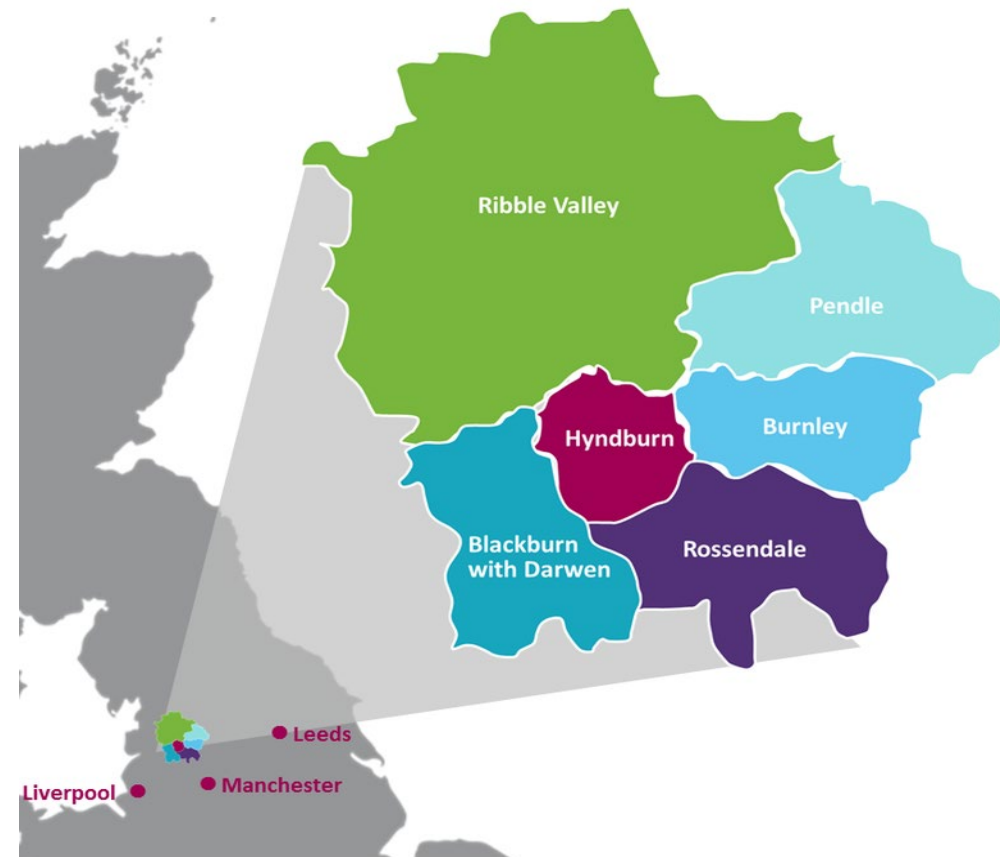 Ribble Valley
Pendle
Burnley
Hyndburn
Blackburn
with Darwen
Rossendale
Leeds
Manchester
Liverpool